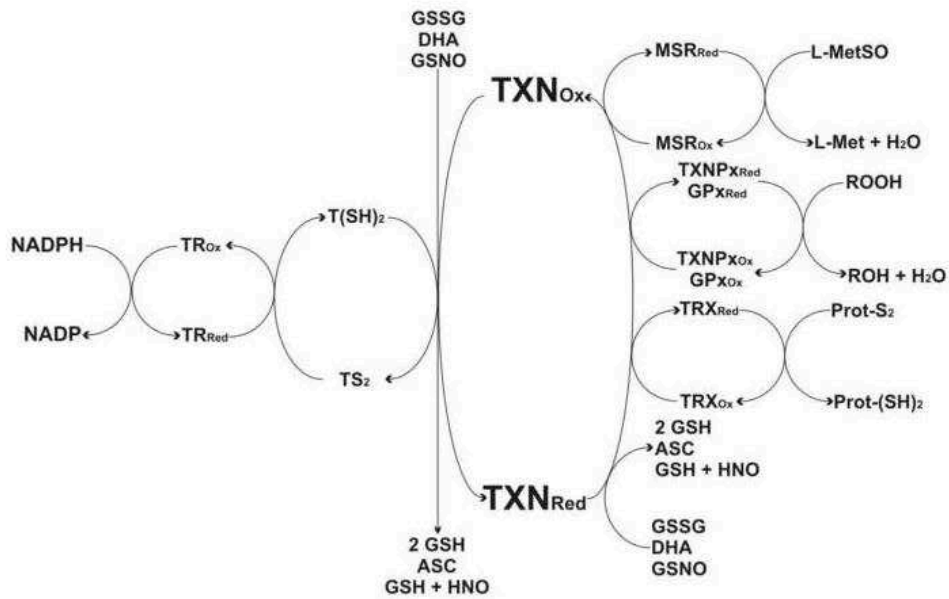 GSSG
DHA
GSNO
TXNOx
MSRRed
L-MetSO
MSROx
L-Met + H₂O
TXNPxRed
GPxRed
ROOH
T(SH)₂
NADPH
TROx
TXNPxOx
GPxOx
ROH + H₂O
NADP
TRRed
TRXRed
Prot-S₂
TS₂
TRXOx
Prot-(SH)₂
2 GSH
ASC
GSH + HNO
TXNRed
GSSG
DHA
GSNO
2 GSH
ASC
GSH + HNO